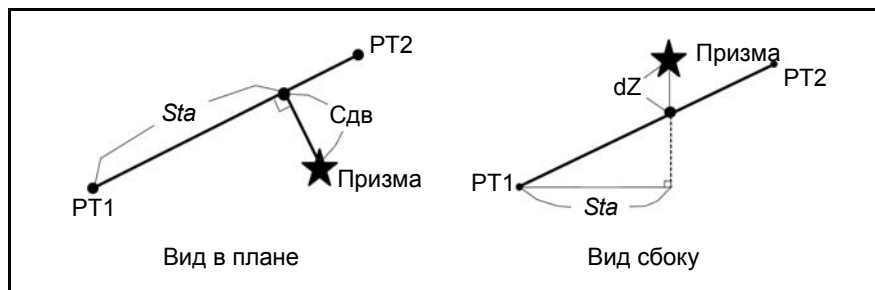 PT2
Sta
Сдв
Призма
PT1
Вид в плане
Призма
dZ
PT2
PT1
Sta
Вид сбоку